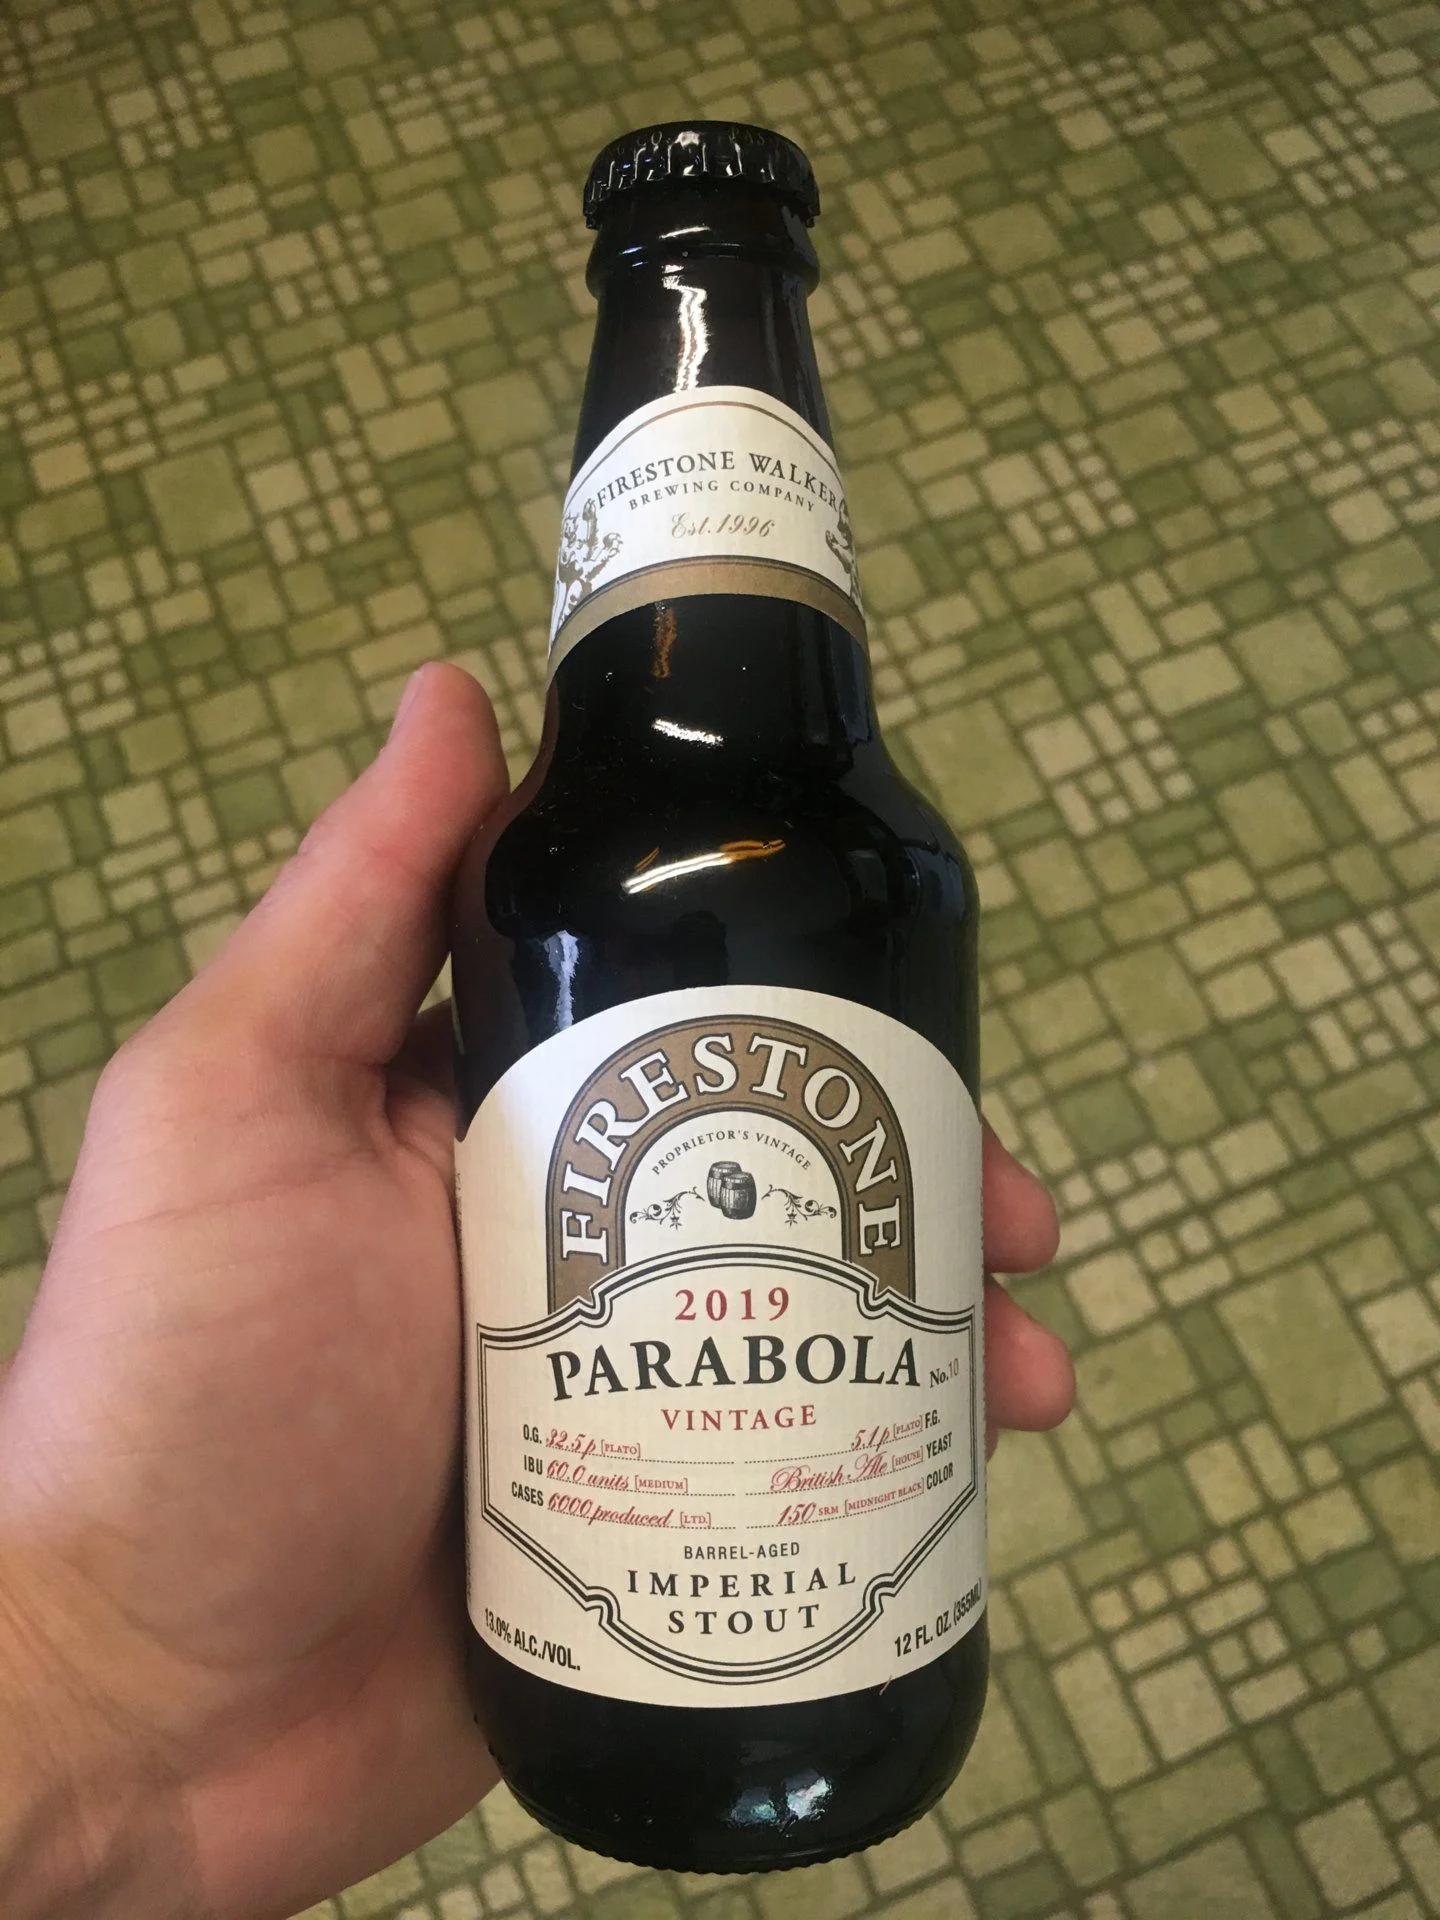 FIRESTONE WALKER
BREWING COMPANY
Est. 1996
FIRESTONE
PROPRIETOR'S VINTAGE
2019
PARABOLA No. 10
VINTAGE
O.G. 32.5 p [PLATO] 5.1 p [PLATO] F.G.
IBU 60.0 units [MEDIUM] British Ale [HOUSE] YEAST
CASES 6000 produced [LTD.] 150 SRM [MIDNIGHT BLACK] COLOR
BARREL-AGED
IMPERIAL
STOUT
13.0% ALC./VOL. 12 FL. OZ. (355ML)